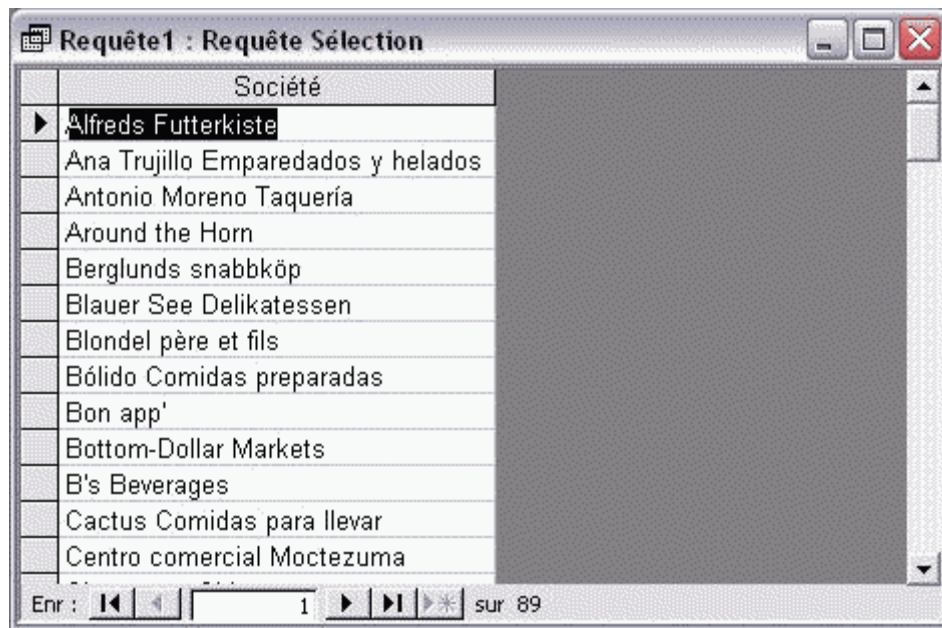 Requête1 : Requête Sélection
Société
Alfreds Futterkiste
Ana Trujillo Emparedados y helados
Antonio Moreno Taquería
Around the Horn
Berglunds snabbköp
Blauer See Delikatessen
Blondel père et fils
Bólido Comidas preparadas
Bon app'
Bottom-Dollar Markets
B's Beverages
Cactus Comidas para llevar
Centro comercial Moctezuma
Enr : 1 sur 89